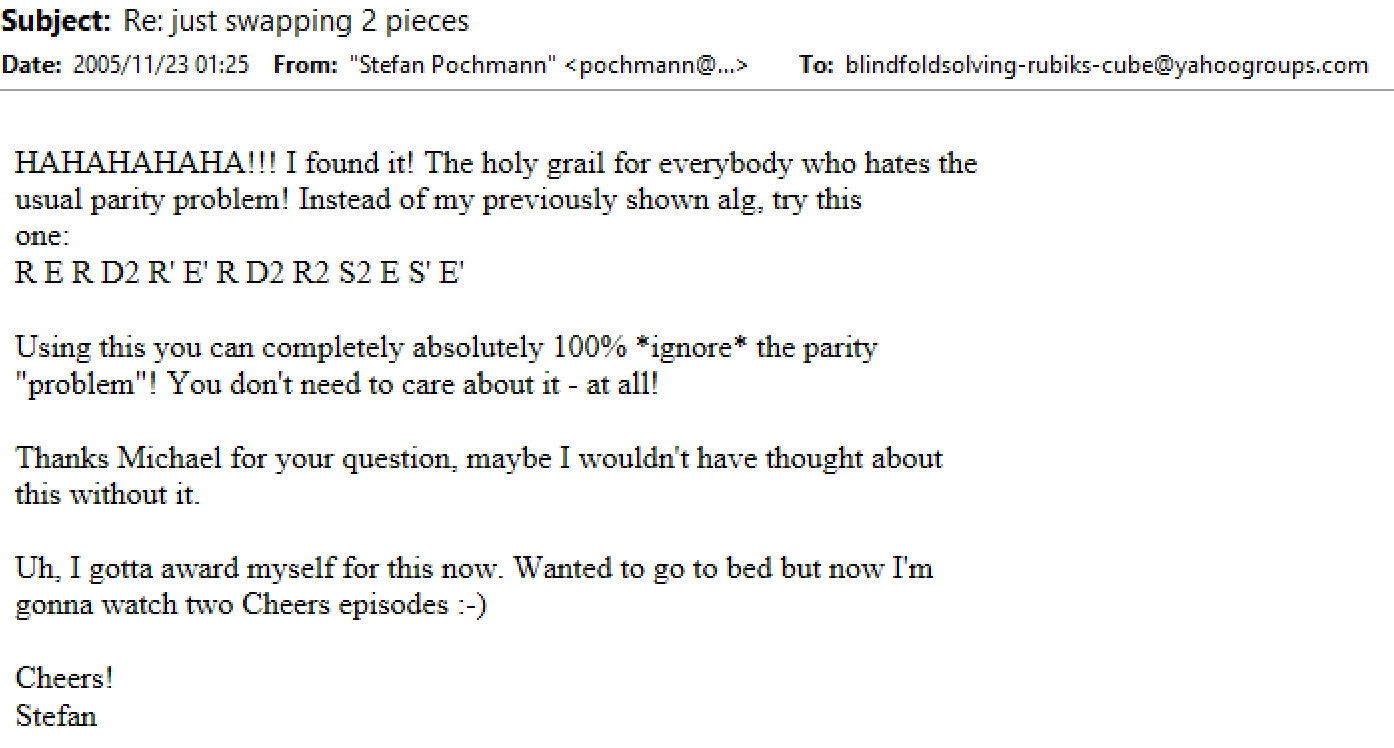 Subject: Re: just swapping 2 pieces
Date: 2005/11/23 01:25 From: "Stefan Pochmann" <pochmann@...> To: blindfoldsolving-rubiks-cube@yahoogroups.com
HAHAHAHAHA!!! I found it! The holy grail for everybody who hates the
usual parity problem! Instead of my previously shown alg, try this
one:
R E R D2 R' E' R D2 R2 S2 E S' E'
Using this you can completely absolutely 100% *ignore* the parity
"problem"! You don't need to care about it - at all!
Thanks Michael for your question, maybe I wouldn't have thought about
this without it.
Uh, I gotta award myself for this now. Wanted to go to bed but now I'm
gonna watch two Cheers episodes :-)
Cheers!
Stefan